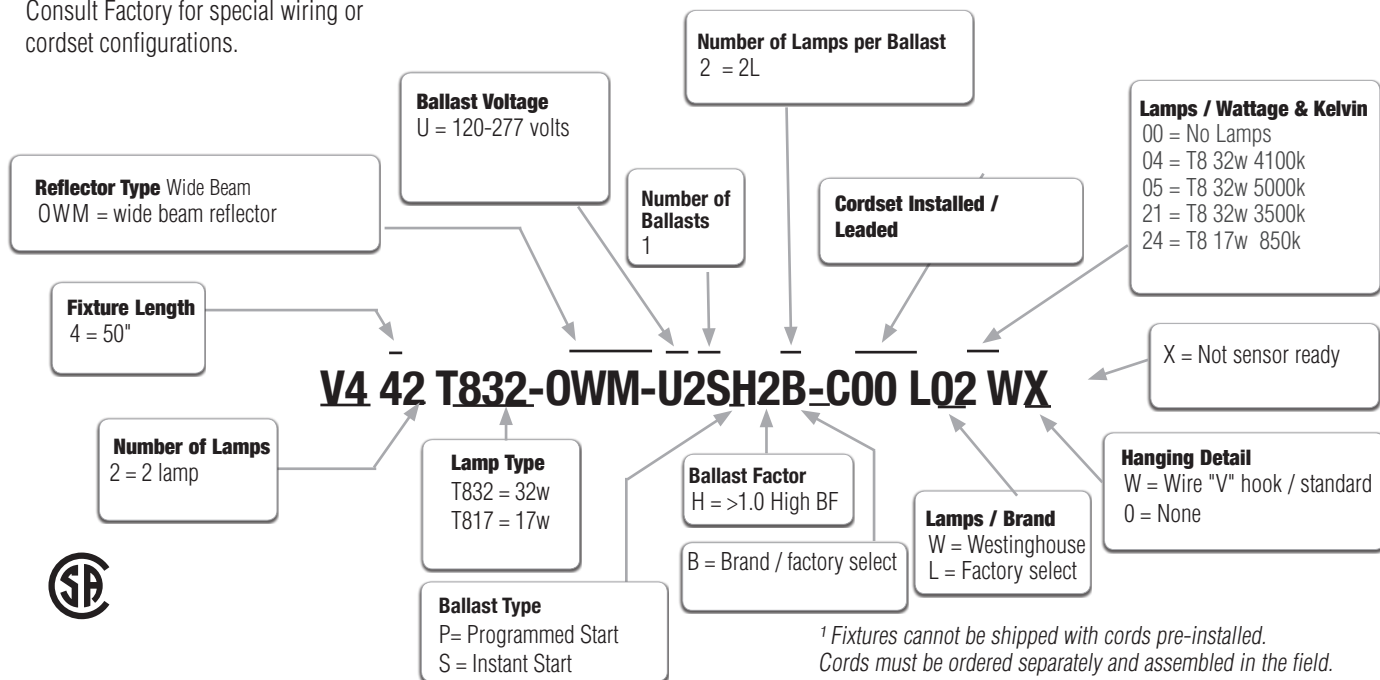 Consult Factory for special wiring or
cordset configurations.
Number of Lamps per Ballast
2 = 2L
Ballast Voltage
U = 120-277 volts
Lamps / Wattage & Kelvin
00 = No Lamps
04 = T8 32w 4100k
05 = T8 32w 5000k
21 = T8 32w 3500k
24 = T8 17w 850k
Reflector Type Wide Beam
OWM = wide beam reflector
Number of
Ballasts
1
Cordset Installed /
Leaded
Fixture Length
4 = 50"
X = Not sensor ready
V4 42 T832-OWM-U2SH2B-C00 L02 WX
Number of Lamps
2 = 2 lamp
Lamp Type
T832 = 32w
T817 = 17w
Ballast Factor
H = >1.0 High BF
Hanging Detail
W = Wire "V" hook / standard
0 = None
Lamps / Brand
W = Westinghouse
L = Factory select
B = Brand / factory select
Ballast Type
P= Programmed Start
S = Instant Start
SA
1 Fixtures cannot be shipped with cords pre-installed.
Cords must be ordered separately and assembled in the field.